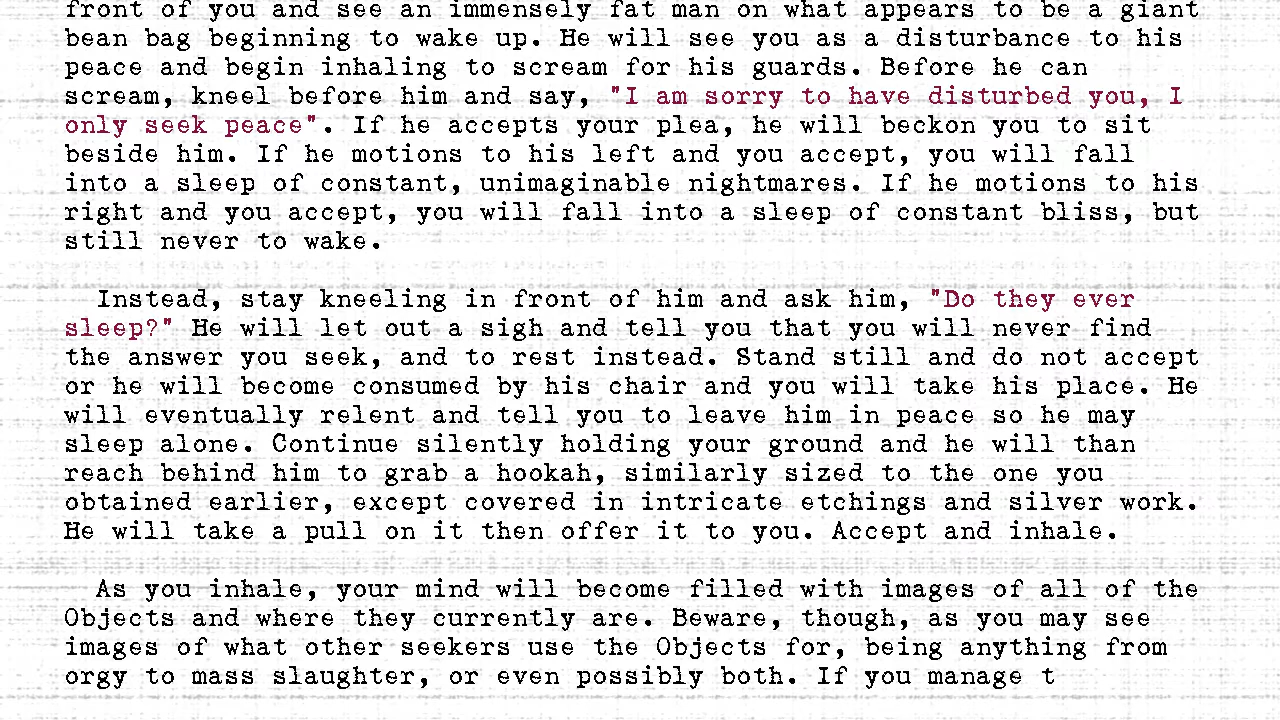 front of you and see an immensely fat man on what appears to be a giant
bean bag beginning to wake up. He will see you as a disturbance to his
peace and begin inhaling to scream for his guards. Before he can
scream, kneel before him and say, "I am sorry to have disturbed you, I
only seek peace". If he accepts your plea, he will beckon you to sit
beside him. If he motions to his left and you accept, you will fall
into a sleep of constant, unimaginable nightmares. If he motions to his
right and you accept, you will fall into a sleep of constant bliss, but
still never to wake.
Instead, stay kneeling in front of him and ask him, "Do they ever
sleep?" He will let out a sigh and tell you that you will never find
the answer you seek, and to rest instead. Stand still and do not accept
or he will become consumed by his chair and you will take his place. He
will eventually relent and tell you to leave him in peace so he may
sleep alone. Continue silently holding your ground and he will than
reach behind him to grab a hookah, similarly sized to the one you
obtained earlier, except covered in intricate etchings and silver work.
He will take a pull on it then offer it to you. Accept and inhale.
As you inhale, your mind will become filled with images of all of the
Objects and where they currently are. Beware, though, as you may see
images of what other seekers use the Objects for, being anything from
orgy to mass slaughter, or even possibly both. If you manage t